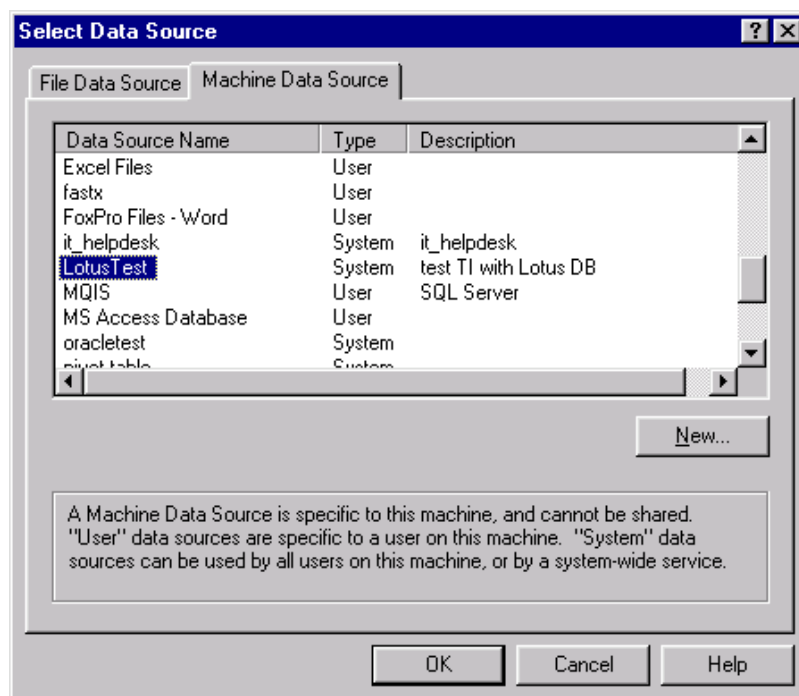 Select Data Source
File Data Source Machine Data Source
Data Source Name Type Description
Excel Files User
fastx User
FoxPro Files - Word User
it_helpdesk System it_helpdesk
LotusTest System test TI with Lotus DB
MQIS User SQL Server
MS Access Database User
oracletest System
pivot table System
New...
A Machine Data Source is specific to this machine, and cannot be shared.
"User" data sources are specific to a user on this machine. "System" data
sources can be used by all users on this machine, or by a system-wide service.
OK Cancel Help